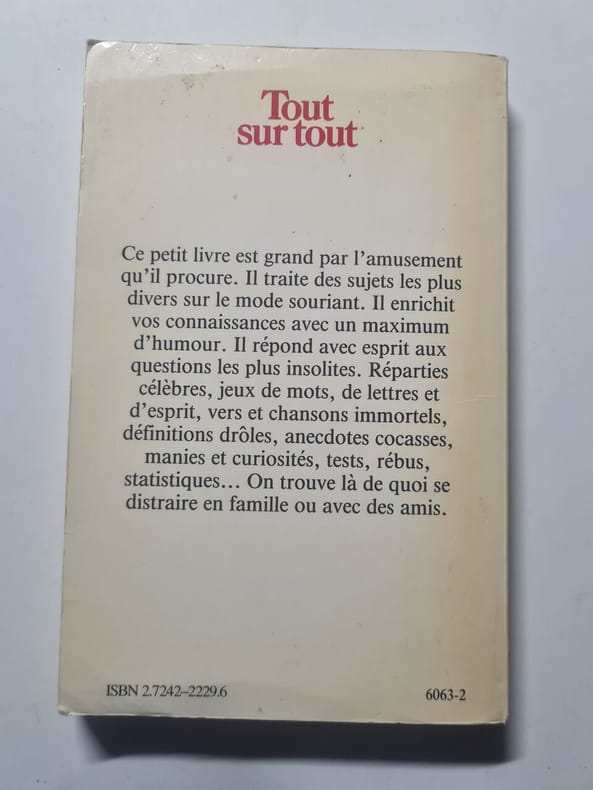 Tout
sur tout
Ce petit livre est grand par l'amusement
qu'il procure. Il traite des sujets les plus
divers sur le mode souriant. Il enrichit
vos connaissances avec un maximum
d'humour. Il répond avec esprit aux
questions les plus insolites. Réparties
célèbres, jeux de mots, de lettres et
d'esprit, vers et chansons immortels,
définitions drôles, anecdotes cocasses,
manies et curiosités, tests, rébus,
statistiques... On trouve là de quoi se
distraire en famille ou avec des amis.
ISBN 2.7242–2229.6
6063-2